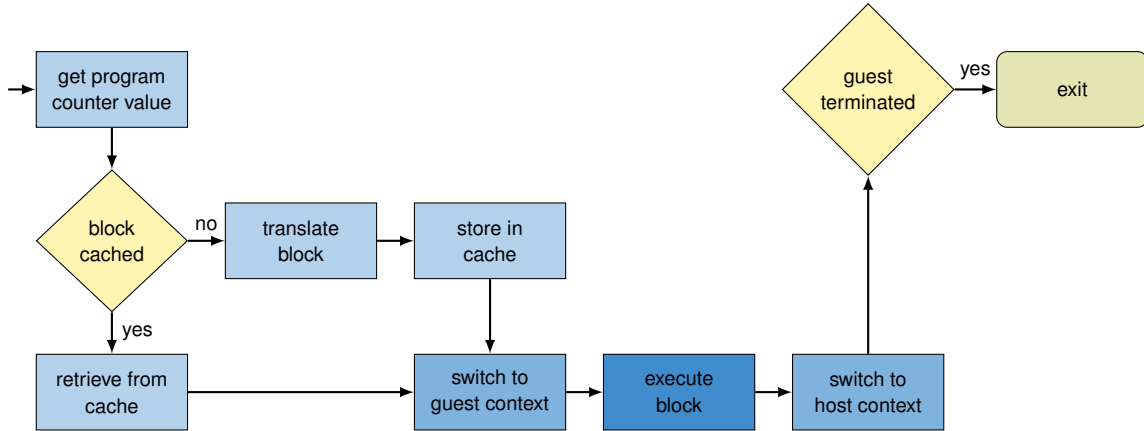 get program
counter value
guest
terminated
yes
exit
block
cached
no
translate
block
store in
cache
yes
retrieve from
cache
switch to
guest context
execute
block
switch to
host context